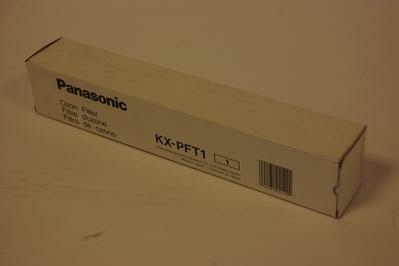 Panasonic
Ozon Filter
Filtre d'ozone
Filtro de ozono
KX-PFT1
1